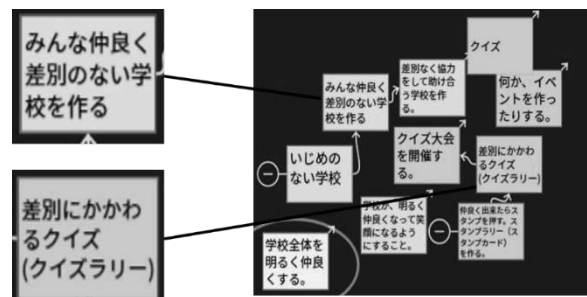 みんな仲良く
差別のない学
校を作る
差別にかかわ
るクイズ
(クイズラリー)
クイズ
差別なく協力
をして助け合
う学校を作
る。
みんな仲良く
差別のない学
校を作る
何か、イベ
ントを作っ
たりする。
クイズ大会
を開催す
る。
差別にかかわ
るクイズ
(クイズラリー)
いじめの
ない学校
学校が、明るく
仲良くなって笑
顔になるよう
にすること。
仲良く出来たらス
タンプを押す。ス
タンプラリー（ス
タンプカード）
を作る。
学校全体を
明るく仲良
くする。